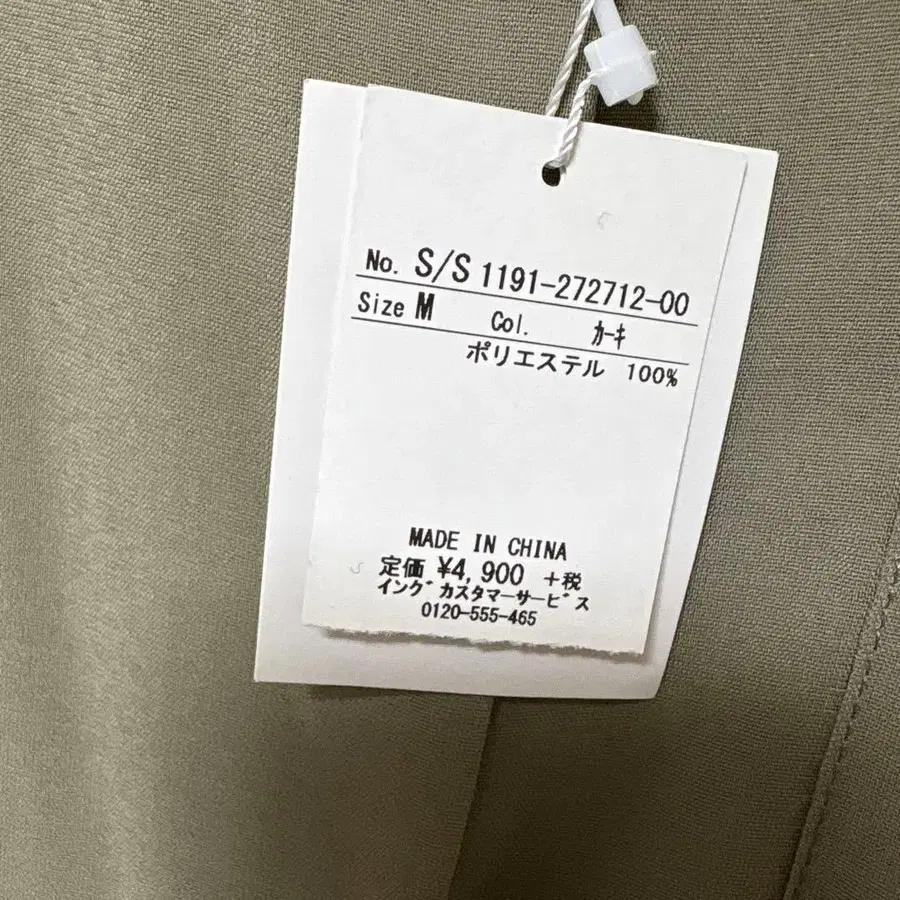 No. S/S 1191-272712-00
Size M Col. カーキ
ポリエステル 100%
MADE IN CHINA
定価 ¥4,900 +税
イングカスタマーサービス
0120-555-465